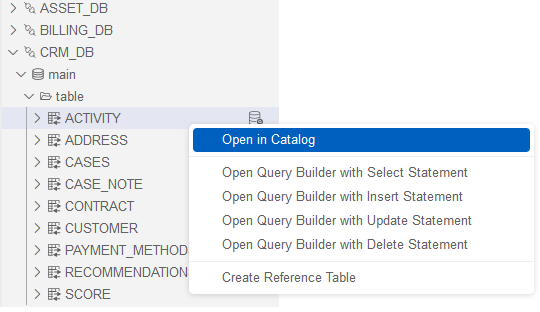 ASSET_DB
BILLING_DB
CRM_DB
main
table
ACTIVITY
ADDRESS
CASES
CASE_NOTE
CONTRACT
CUSTOMER
PAYMENT_METHOD
RECOMMENDATION
SCORE
Open in Catalog
Open Query Builder with Select Statement
Open Query Builder with Insert Statement
Open Query Builder with Update Statement
Open Query Builder with Delete Statement
Create Reference Table